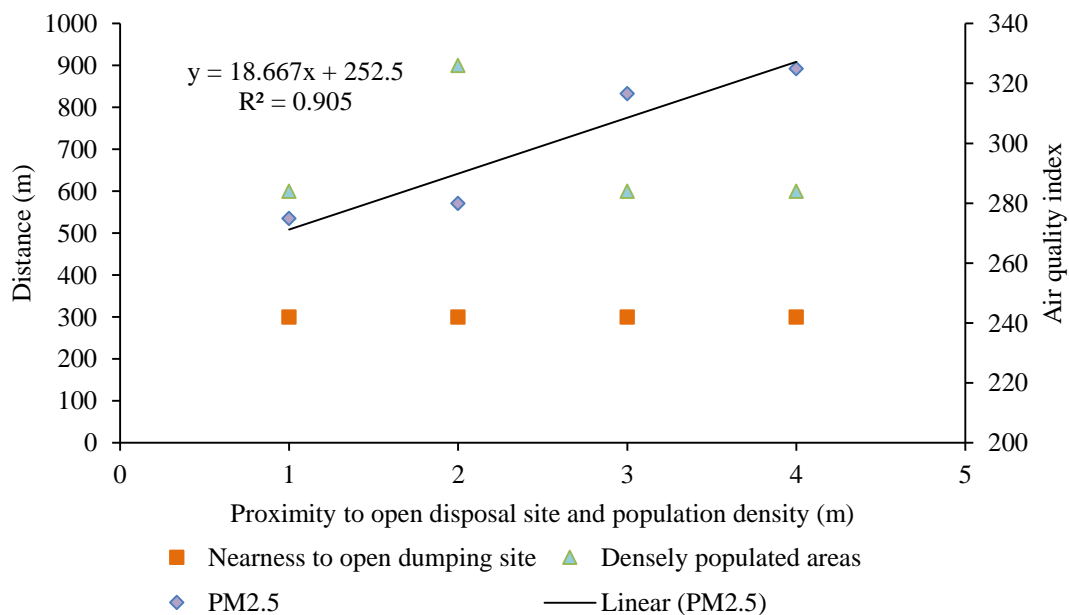 1000
900
800
700
600
500
400
300
200
100
0
Distance (m)
y = 18.667x + 252.5
R² = 0.905
340
320
300
280
260
240
220
200
Air quality index
0 1 2 3 4 5
Proximity to open disposal site and population density (m)
Nearness to open dumping site Densely populated areas
PM2.5 Linear (PM2.5)